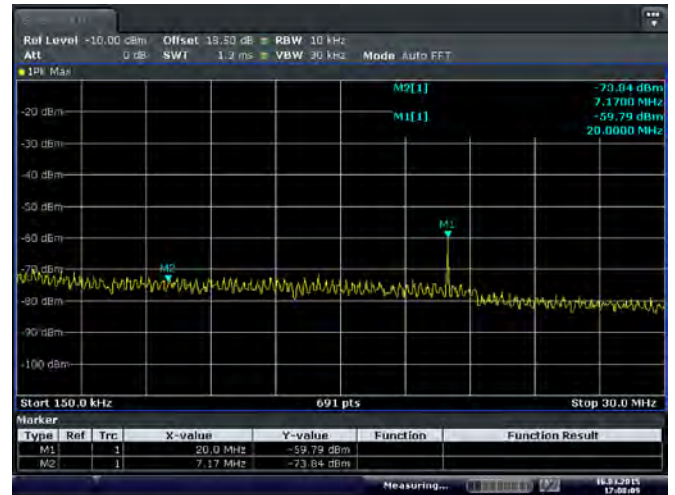 Ref Level -10.00 dBm Offset 18.50 dB RBW 10 kHz
Att 0 dB SWT 1.2 ms VBW 30 kHz Mode Auto FFT
1Pk Max
M2[1] -73.84 dBm
7.1700 MHz
-20 dBm
M1[1] -59.79 dBm
20.0000 MHz
-30 dBm
-40 dBm
-50 dBm
M1
-60 dBm
M2
-70 dBm
-80 dBm
-90 dBm
-100 dBm
Start 150.0 kHz 691 pts Stop 30.0 MHz
Marker
Type Ref Trc X-value Y-value Function Function Result
M1 1 20.0 MHz -59.79 dBm
M2 1 7.17 MHz -73.84 dBm
Measuring...
17:08:09